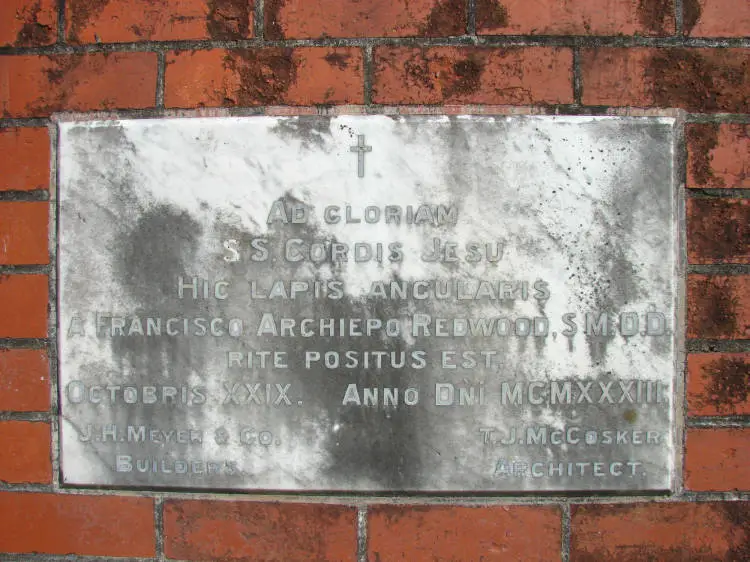 AD GLORIAM
S S. CORDIS JESU
HIC LAPIS ANGULARIS
A FRANCISCO ARCHIEPO REDWOOD, S.M. D.D.
RITE POSITUS EST.
OCTOBRIS XXIX. ANNO DNI MCMXXXIII
J.H. MEYER & CO. T.J. MCCOSKER
BUILDERS. ARCHITECT.